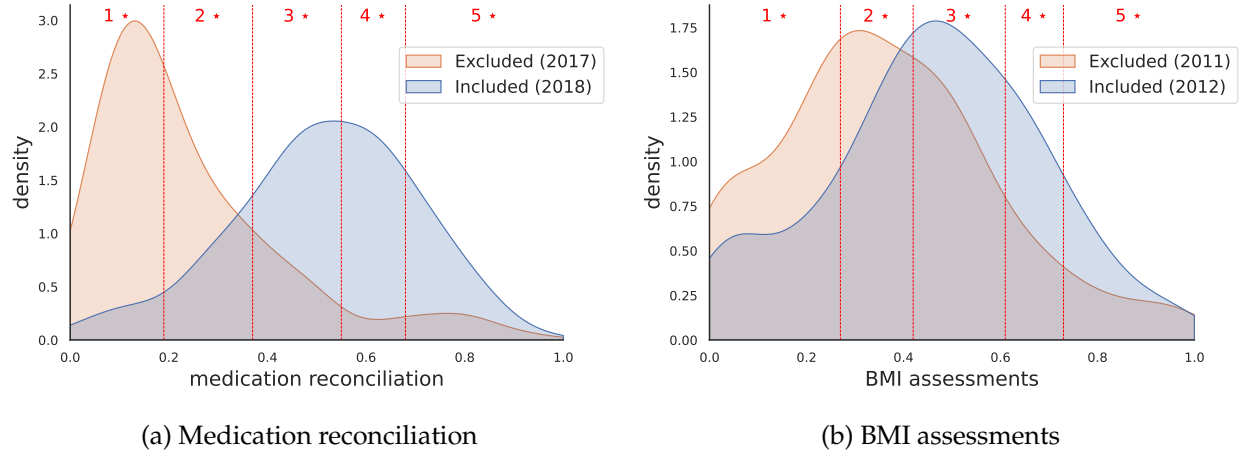 1 ⋆ 2 ⋆ 3 ⋆ 4 ⋆ 5 ⋆
Excluded (2017)
Included (2018)
3.0
2.5
2.0
1.5
1.0
0.5
0.0
density
0.0 0.2 0.4 0.6 0.8 1.0
medication reconciliation
(a) Medication reconciliation
1 ⋆ 2 ⋆ 3 ⋆ 4 ⋆ 5 ⋆
Excluded (2011)
Included (2012)
1.75
1.50
1.25
1.00
0.75
0.50
0.25
0.00
density
0.0 0.2 0.4 0.6 0.8 1.0
BMI assessments
(b) BMI assessments